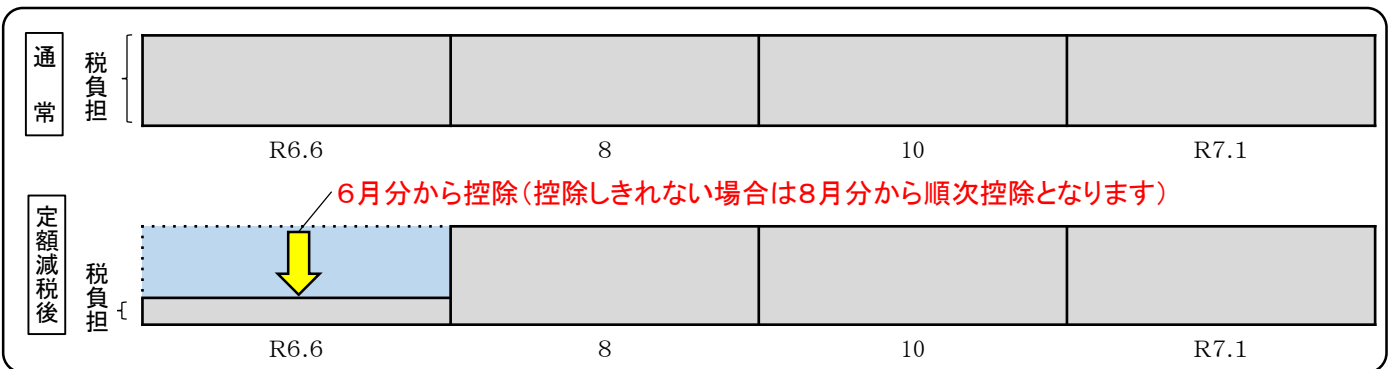 通常
税負担
R6.6 8 10 R7.1
6月分から控除（控除しきれない場合は8月分から順次控除となります）
定額減税後
税負担
R6.6 8 10 R7.1